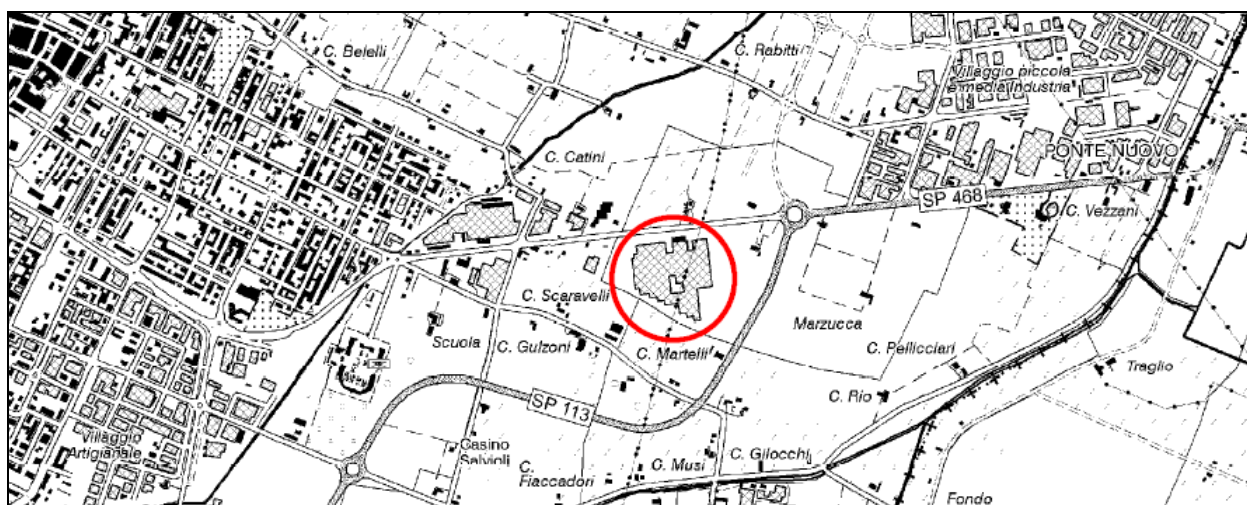 C. Belelli
C. Rabitti
Villaggio piccola
e media Industria
PONTE NUOVO
C. Catini
SP 468
C. Vezzani
C. Scaravelli
Marzucca
Scuola
C. Gulzoni
C. Martelli
C. Pellicciari
Traglio
C. Rio
SP 113
Villaggio
Artigianale
Casino
Salvioli
C.
Fiaccadori
C. Musi
C. Gilocchi
Fondo